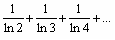 1/ln 2 + 1/ln 3 + 1/ln 4 + ...